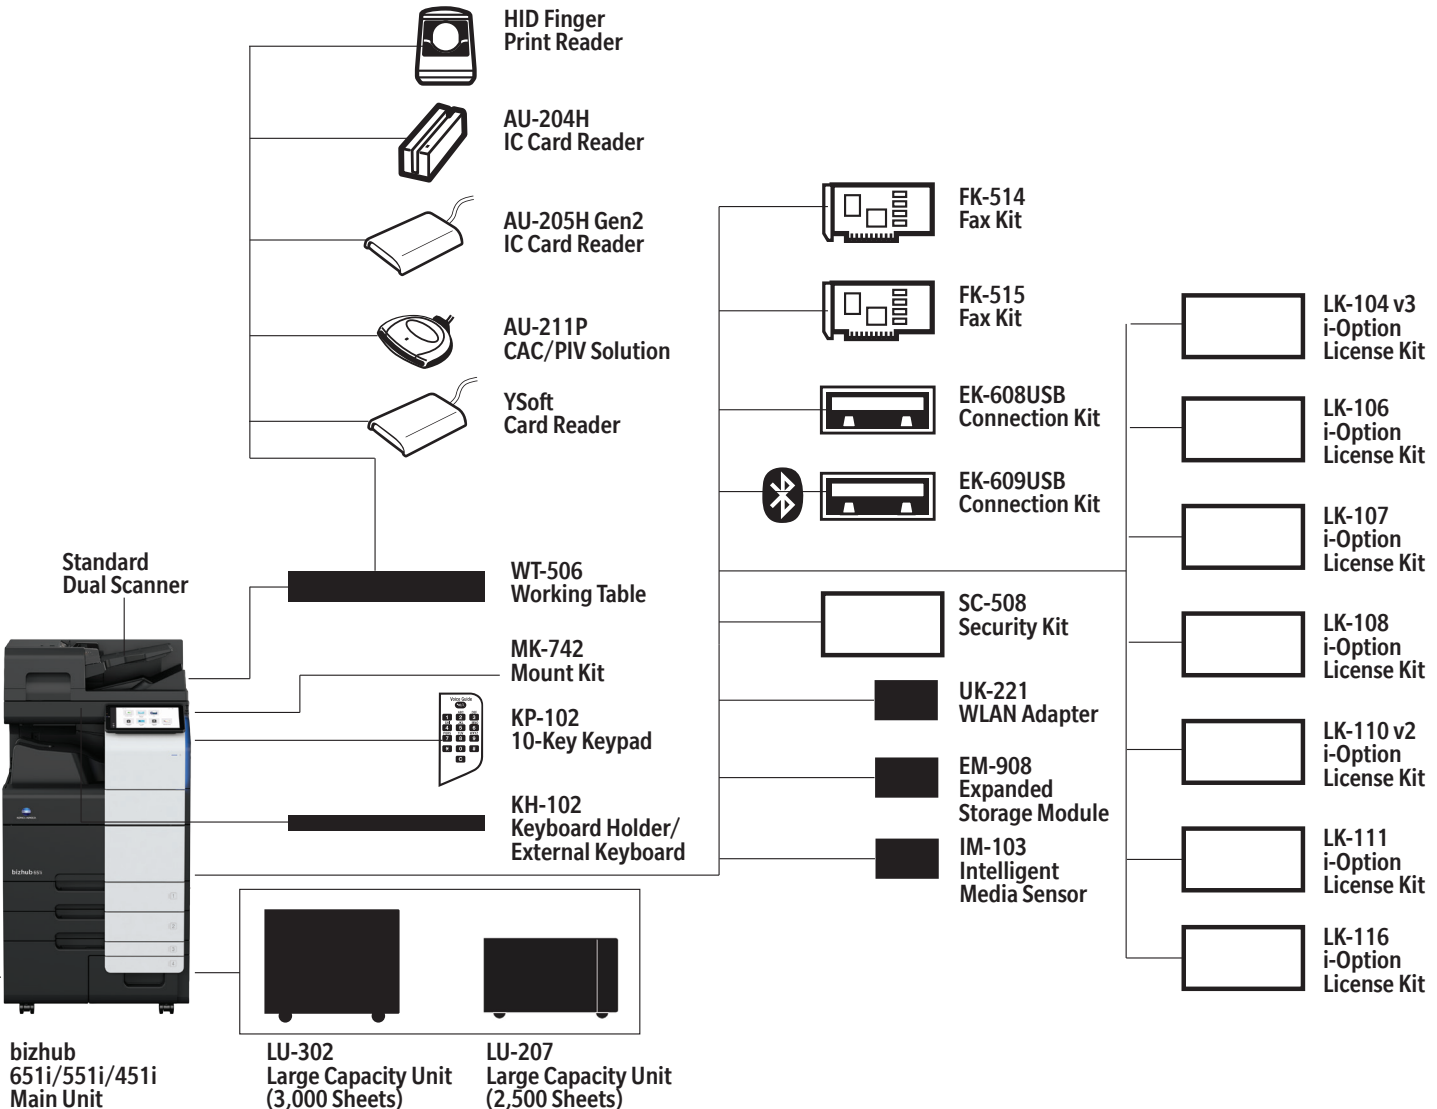 HID Finger
Print Reader
AU-204H
IC Card Reader
AU-205H Gen2
IC Card Reader
AU-211P
CAC/PIV Solution
YSoft
Card Reader
Standard
Dual Scanner
WT-506
Working Table
MK-742
Mount Kit
Voice Guide
KP-102
10-Key Keypad
KH-102
Keyboard Holder/
External Keyboard
bizhub
bizhub
651i/551i/451i
Main Unit
LU-302
Large Capacity Unit
(3,000 Sheets)
LU-207
Large Capacity Unit
(2,500 Sheets)
FK-514
Fax Kit
FK-515
Fax Kit
EK-608USB
Connection Kit
EK-609USB
Connection Kit
SC-508
Security Kit
UK-221
WLAN Adapter
EM-908
Expanded
Storage Module
IM-103
Intelligent
Media Sensor
LK-104 v3
i-Option
License Kit
LK-106
i-Option
License Kit
LK-107
i-Option
License Kit
LK-108
i-Option
License Kit
LK-110 v2
i-Option
License Kit
LK-111
i-Option
License Kit
LK-116
i-Option
License Kit